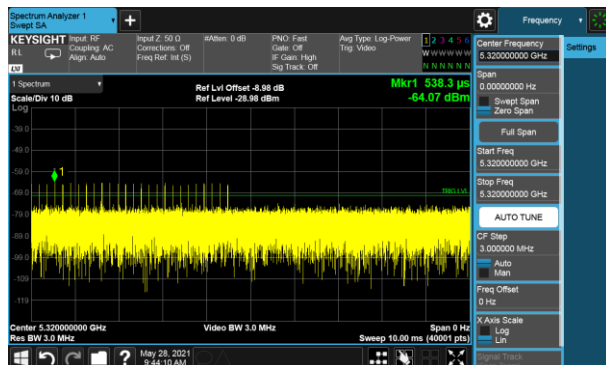 Spectrum Analyzer 1
Swept SA
+
Frequency
KEYSIGHT
Input: RF
Coupling: AC
Align: Auto
Input Z: 50 Ω
Corrections: Off
Freq Ref: Int (S)
#Atten: 0 dB
PNO: Fast
Gate: Off
IF Gain: High
Sig Track: Off
Avg Type: Log-Power
Trig: Video
1 2 3 4 5 6
W W W W W W
N N N N N N
LXI
1 Spectrum
Scale/Div 10 dB
Log
Ref Lvl Offset -8.98 dB
Ref Level -28.98 dBm
Mkr1 538.3 µs
-64.07 dBm
-39.0
-49.0
-59.0
-69.0
-79.0
-89.0
-99.0
-109
-119
1
TRIG LVL
Center 5.320000000 GHz
Res BW 3.0 MHz
Video BW 3.0 MHz
Span 0 Hz
Sweep 10.00 ms (40001 pts)
?
May 28, 2021
9:44:10 AM
Center Frequency
5.320000000 GHz
Settings
Span
0.00000000 Hz
Swept Span
Zero Span
Full Span
Start Freq
5.320000000 GHz
Stop Freq
5.320000000 GHz
AUTO TUNE
CF Step
3.000000 MHz
Auto
Man
Freq Offset
0 Hz
X Axis Scale
Log
Lin
Signal Track